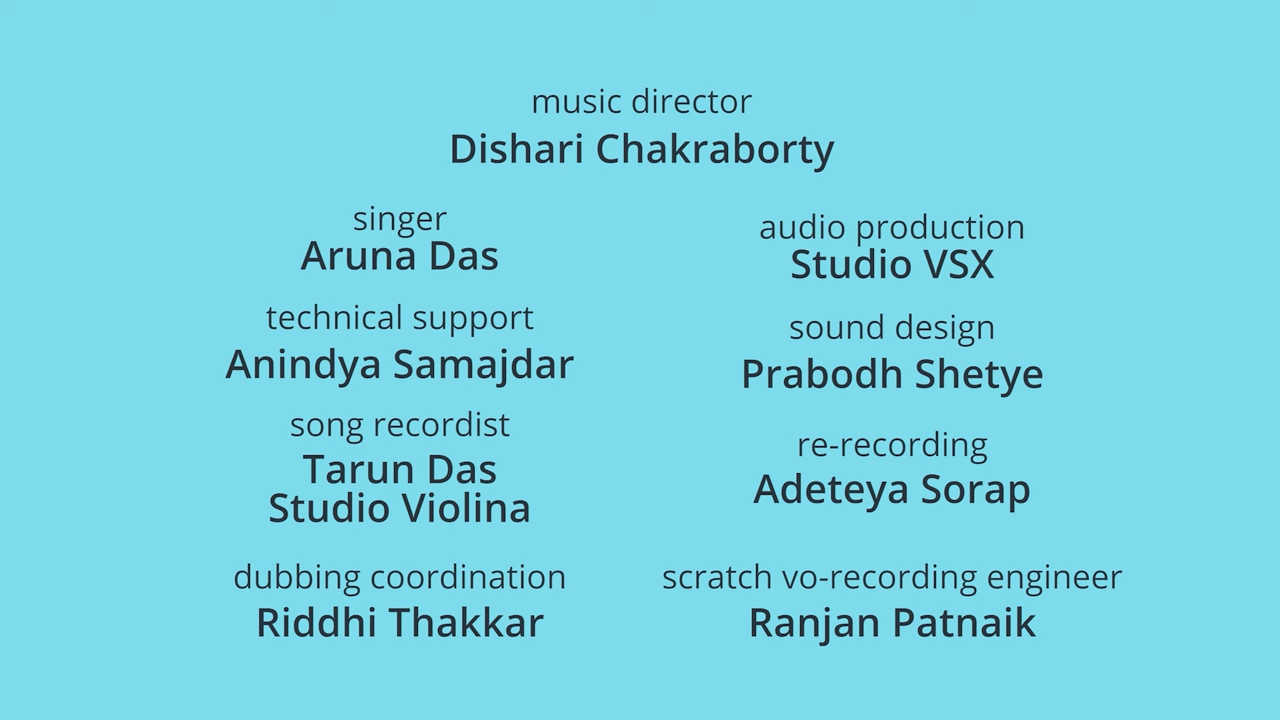 music director
Dishari Chakraborty
singer
Aruna Das
technical support
Anindya Samajdar
song recordist
Tarun Das
Studio Violina
dubbing coordination
Riddhi Thakkar
audio production
Studio VSX
sound design
Prabodh Shetye
re-recording
Adeteya Sorap
scratch vo-recording engineer
Ranjan Patnaik